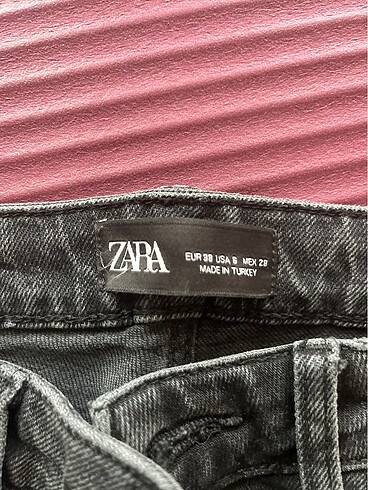 ZARA
EUR 38 USA 6 MEX 28
MADE IN TURKEY